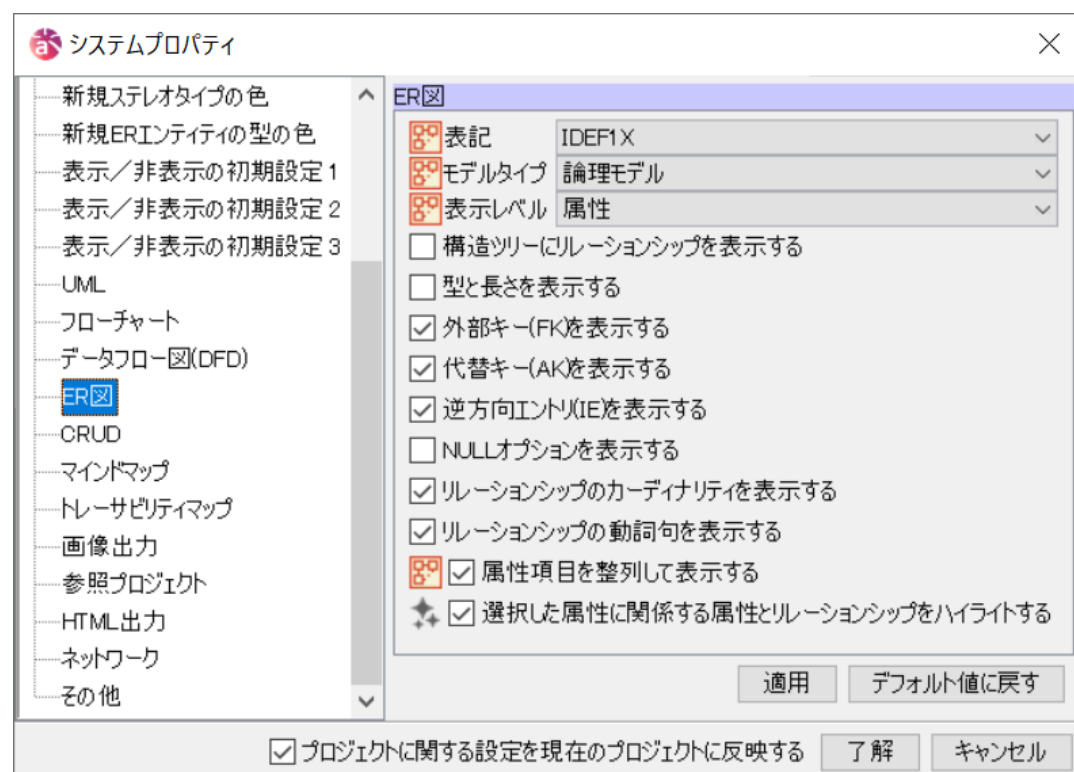 システムプロパティ
新規ステレオタイプの色
新規ERエンティティの型の色
表示／非表示の初期設定1
表示／非表示の初期設定2
表示／非表示の初期設定3
UML
フローチャート
データフロー図(DFD)
ER図
CRUD
マインドマップ
トレーサビリティマップ
画像出力
参照プロジェクト
HTML出力
ネットワーク
その他
ER図
表記 IDEF1X
モデルタイプ 論理モデル
表示レベル 属性
構造ツリーにリレーションシップを表示する
型と長さを表示する
外部キー(FK)を表示する
代替キー(AK)を表示する
逆方向エントリ(IE)を表示する
NULLオプションを表示する
リレーションシップのカーディナリティを表示する
リレーションシップの動詞句を表示する
属性項目を整列して表示する
選択した属性に関係する属性とリレーションシップをハイライトする
適用 デフォルト値に戻す
プロジェクトに関する設定を現在のプロジェクトに反映する 了解 キャンセル